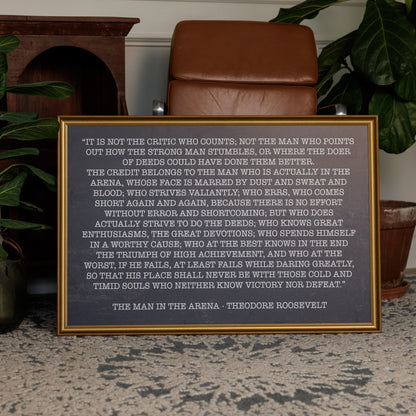 “IT IS NOT THE CRITIC WHO COUNTS; NOT THE MAN WHO POINTS
OUT HOW THE STRONG MAN STUMBLES, OR WHERE THE DOER
OF DEEDS COULD HAVE DONE THEM BETTER.
THE CREDIT BELONGS TO THE MAN WHO IS ACTUALLY IN THE
ARENA, WHOSE FACE IS MARRED BY DUST AND SWEAT AND
BLOOD; WHO STRIVES VALIANTLY; WHO ERRS, WHO COMES
SHORT AGAIN AND AGAIN, BECAUSE THERE IS NO EFFORT
WITHOUT ERROR AND SHORTCOMING; BUT WHO DOES
ACTUALLY STRIVE TO DO THE DEEDS; WHO KNOWS GREAT
ENTHUSIASMS, THE GREAT DEVOTIONS; WHO SPENDS HIMSELF
IN A WORTHY CAUSE; WHO AT THE BEST KNOWS IN THE END
THE TRIUMPH OF HIGH ACHIEVEMENT, AND WHO AT THE
WORST, IF HE FAILS, AT LEAST FAILS WHILE DARING GREATLY,
SO THAT HIS PLACE SHALL NEVER BE WITH THOSE COLD AND
TIMID SOULS WHO NEITHER KNOW VICTORY NOR DEFEAT.”
THE MAN IN THE ARENA - THEODORE ROOSEVELT